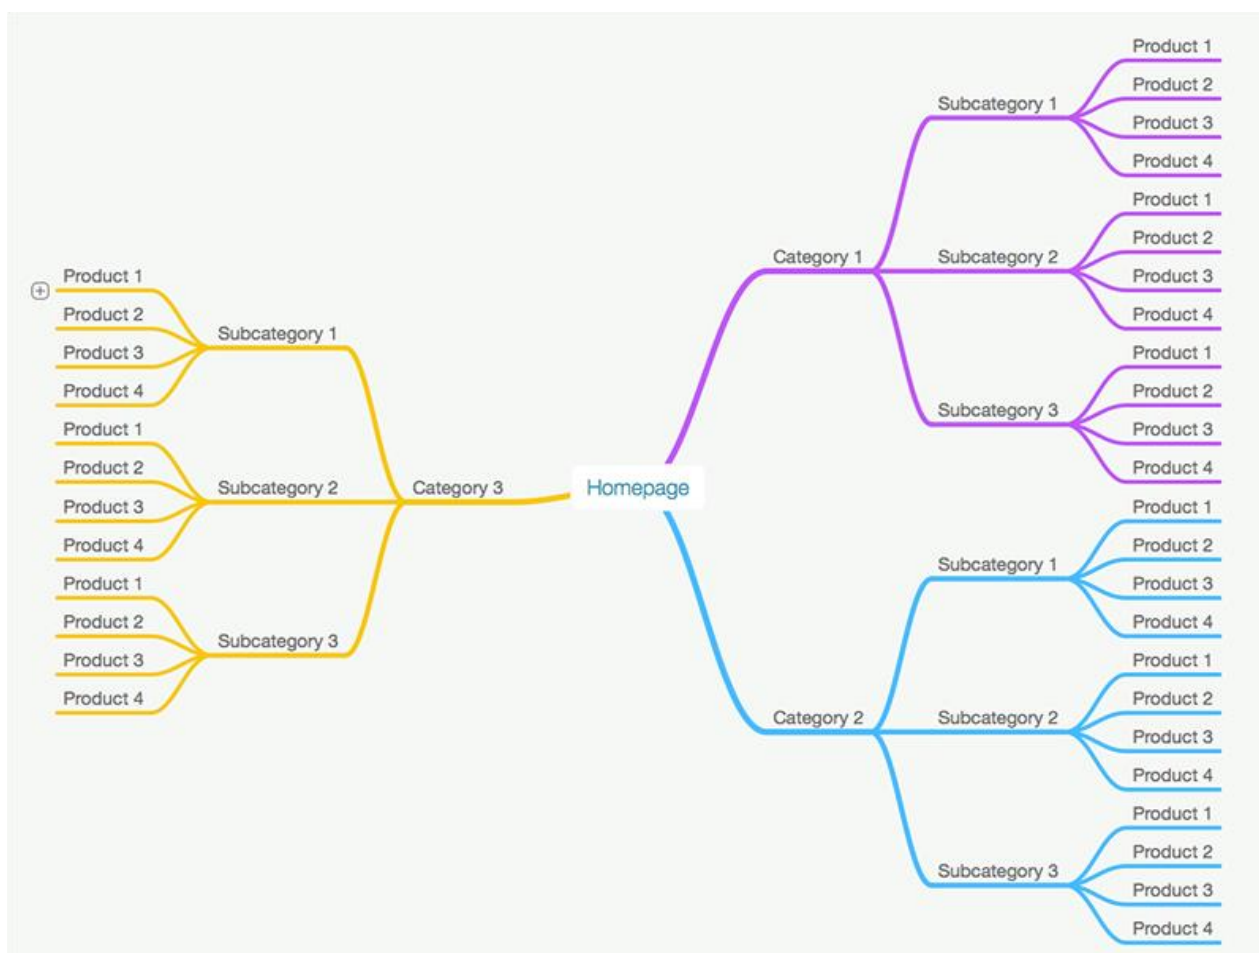 Homepage
Category 1
Subcategory 1
Product 1
Product 2
Product 3
Product 4
Subcategory 2
Product 1
Product 2
Product 3
Product 4
Subcategory 3
Product 1
Product 2
Product 3
Product 4
Category 2
Subcategory 1
Product 1
Product 2
Product 3
Product 4
Subcategory 2
Product 1
Product 2
Product 3
Product 4
Subcategory 3
Product 1
Product 2
Product 3
Product 4
Category 3
Subcategory 1
Product 1
Product 2
Product 3
Product 4
Subcategory 2
Product 1
Product 2
Product 3
Product 4
Subcategory 3
Product 1
Product 2
Product 3
Product 4